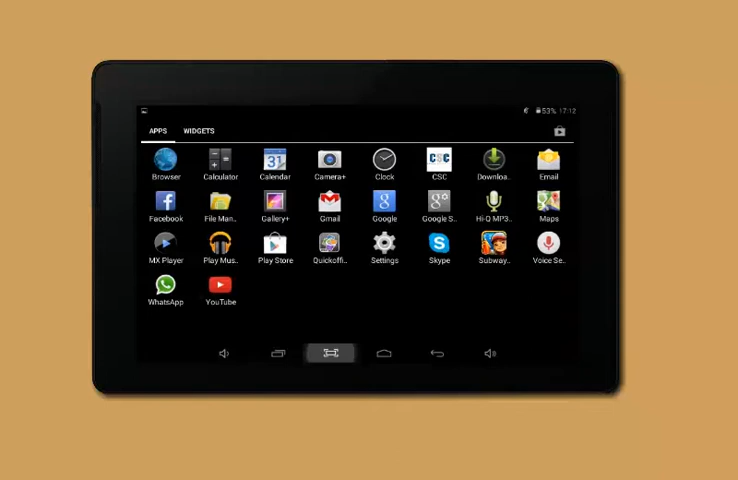 53% 17:12
APPS WIDGETS
31 CSC
Browser Calculator Calendar Camera+ Clock CSC Downloa.. Email
Facebook File Man.. Gallery+ Gmail Google Google S.. Hi-Q MP3.. Maps
MX Player Play Mus.. Play Store Quickoffi.. Settings Skype Subway.. Voice Se..
WhatsApp YouTube